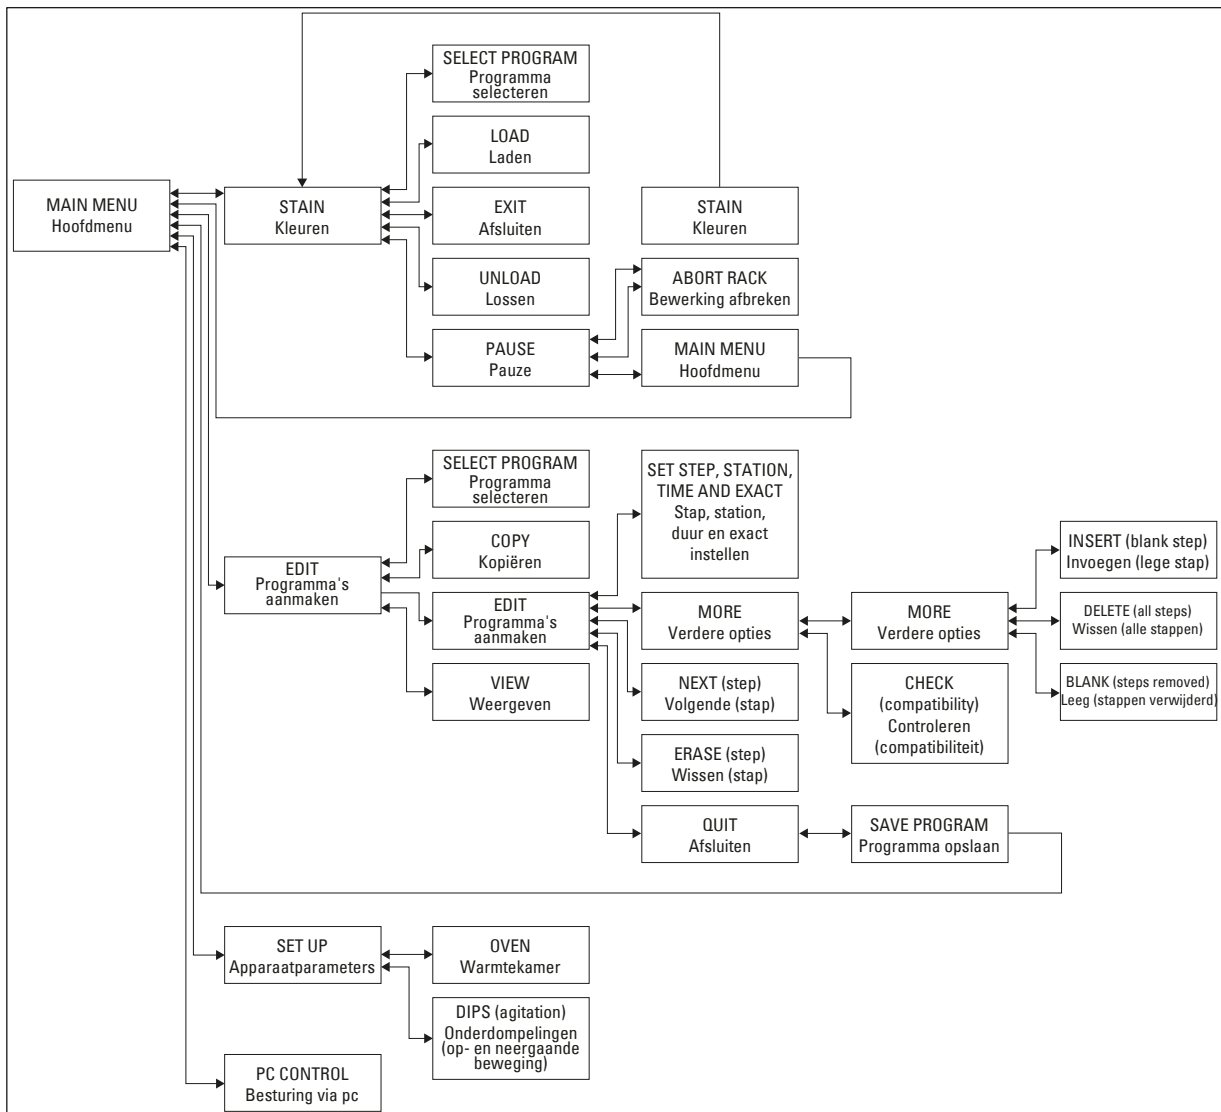 MAIN MENU
Hoofdmenu
STAIN
Kleuren
SELECT PROGRAM
Programma
selecteren
LOAD
Laden
EXIT
Afsluiten
UNLOAD
Lossen
PAUSE
Pauze
STAIN
Kleuren
ABORT RACK
Bewerking afbreken
MAIN MENU
Hoofdmenu
EDIT
Programma's
aanmaken
SELECT PROGRAM
Programma
selecteren
COPY
Kopiëren
EDIT
Programma's
aanmaken
VIEW
Weergeven
SET STEP, STATION,
TIME AND EXACT
Stap, station,
duur en exact
instellen
MORE
Verdere opties
NEXT (step)
Volgende (stap)
ERASE (step)
Wissen (stap)
QUIT
Afsluiten
MORE
Verdere opties
CHECK
(compatibility)
Controleren
(compatibiliteit)
SAVE PROGRAM
Programma opslaan
INSERT (blank step)
Invoegen (lege stap)
DELETE (all steps)
Wissen (alle stappen)
BLANK (steps removed)
Leeg (stappen verwijderd)
SET UP
Apparaatparameters
OVEN
Warmtekamer
DIPS (agitation)
Onderdompelingen
(op- en neergaande
beweging)
PC CONTROL
Besturing via pc